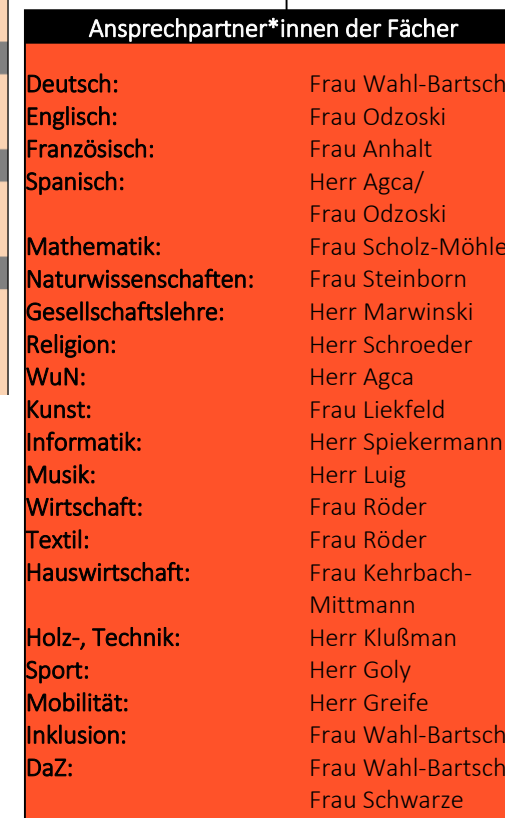 Ansprechpartner*innen der Fächer
Deutsch: Frau Wahl-Bartsch
Englisch: Frau Odzoski
Französisch: Frau Anhalt
Spanisch: Herr Agca/
Frau Odzoski
Mathematik: Frau Scholz-Möhle
Naturwissenschaften: Frau Steinborn
Gesellschaftslehre: Herr Marwinski
Religion: Herr Schroeder
WuN: Herr Agca
Kunst: Frau Liekfeld
Informatik: Herr Spiekermann
Musik: Herr Luig
Wirtschaft: Frau Röder
Textil: Frau Röder
Hauswirtschaft: Frau Kehrbach-
Mittmann
Holz-, Technik: Herr Klußman
Sport: Herr Goly
Mobilität: Herr Greife
Inklusion: Frau Wahl-Bartsch
DaZ: Frau Wahl-Bartsch
Frau Schwarze